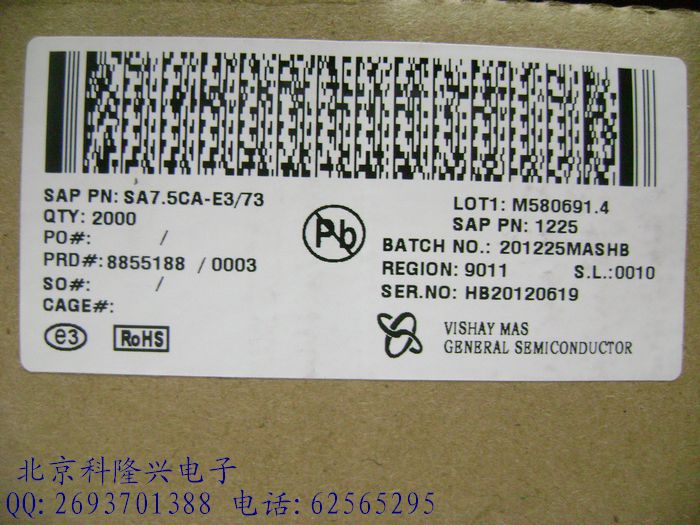 SAP PN: SA7.5CA-E3/73
QTY: 2000
PO#: /
PRD#: 8855188 / 0003
SO#: /
CAGE#:
e3 RoHS
Pb
LOT1: M580691.4
SAP PN: 1225
BATCH NO.: 201225MASHB
REGION: 9011 S.L.:0010
SER.NO: HB20120619
VISHAY MAS
GENERAL SEMICONDUCTOR
北京科隆兴电子
QQ: 2693701388 电话: 62565295